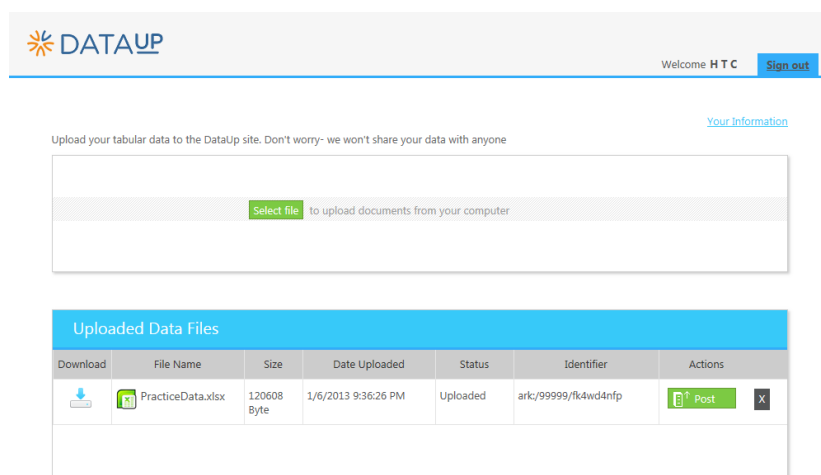 DATAUP
Welcome H T C
Sign out
Your Information
Upload your tabular data to the DataUp site. Don't worry- we won't share your data with anyone
Select file to upload documents from your computer
Uploaded Data Files
Download File Name Size Date Uploaded Status Identifier Actions
PracticeData.xlsx 120608 1/6/2013 9:36:26 PM Uploaded ark:/99999/fk4wd4nfp Post X
Byte